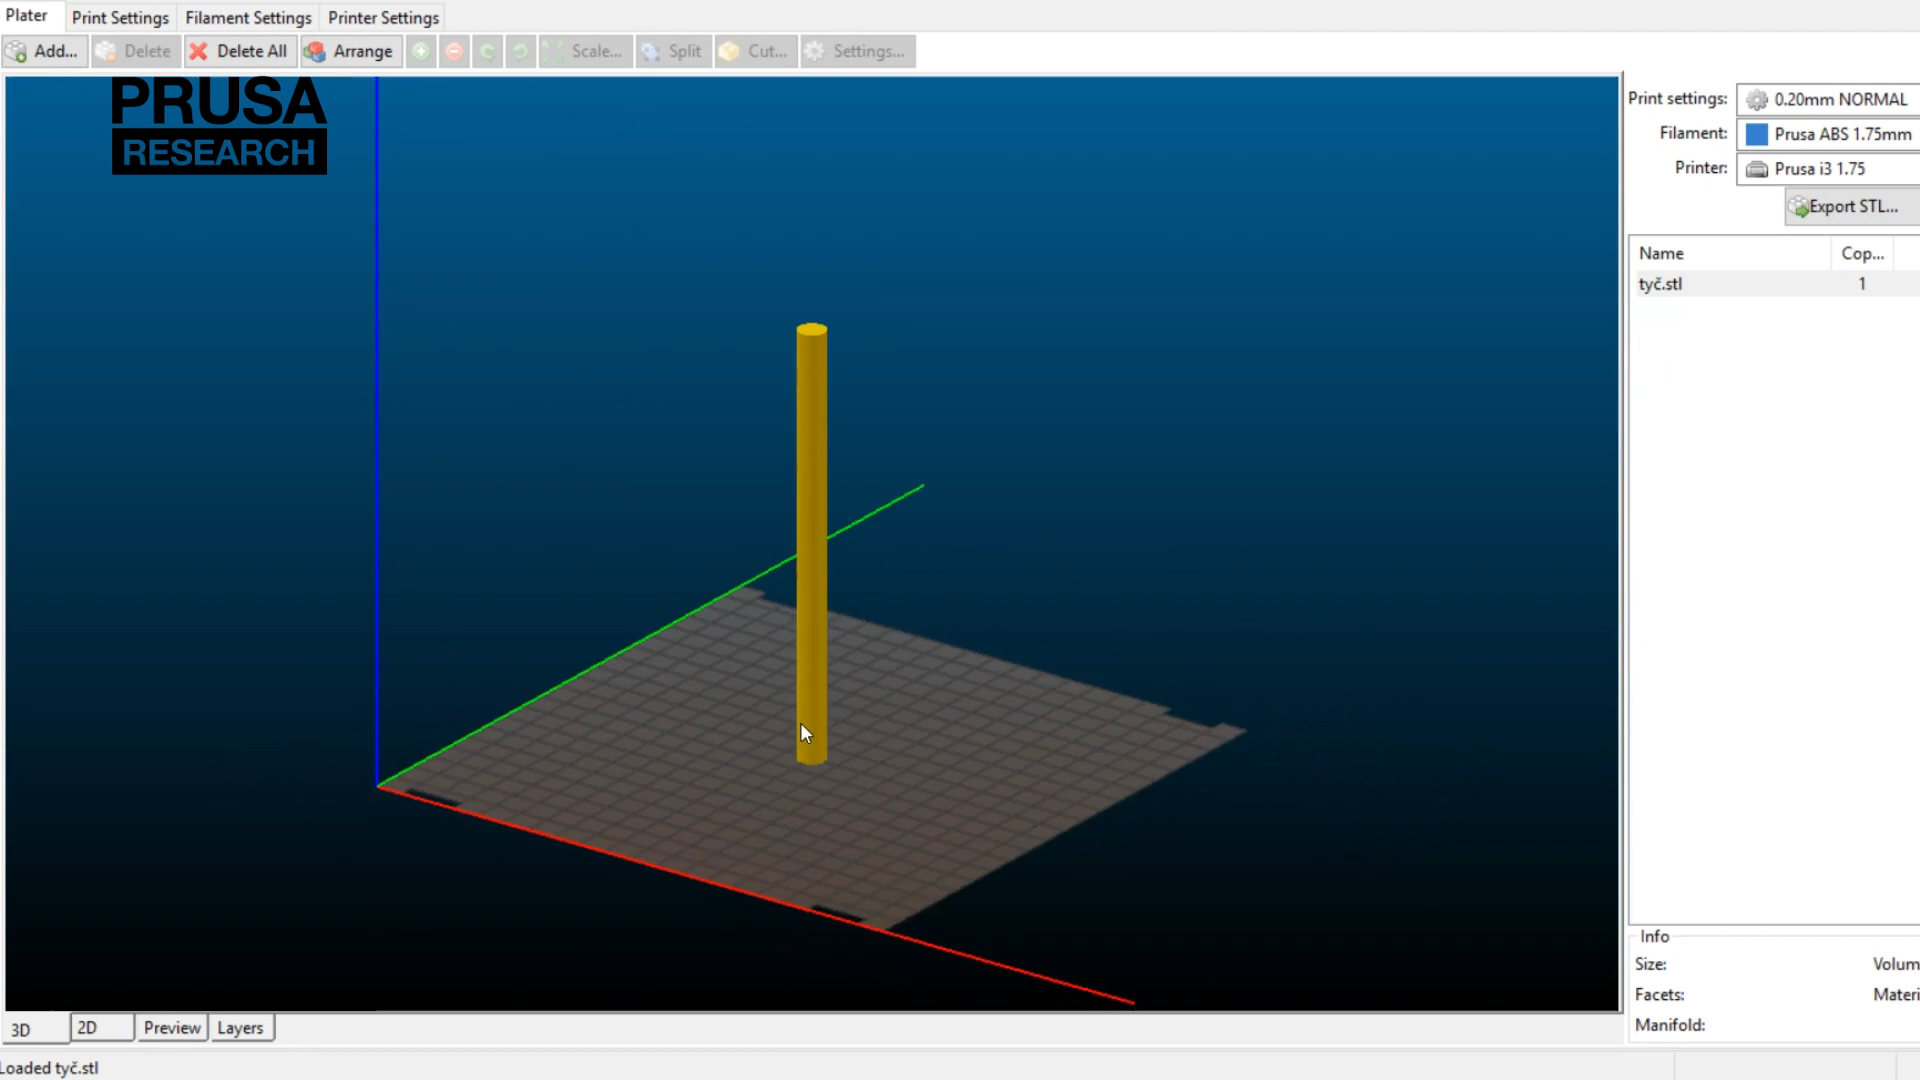 Plater
Print Settings
Filament Settings
Printer Settings
Add...
Delete
Delete All
Arrange
Scale...
Split
Cut...
Settings...
PRUSA
RESEARCH
Print settings:
0.20mm NORMAL
Filament:
Prusa ABS 1.75mm
Printer:
Prusa i3 1.75
Export STL...
Name
Cop...
tyč.stl
1
Info
Size:
Volum
Facets:
Materi
Manifold:
3D
2D
Preview
Layers
Loaded tyč.stl